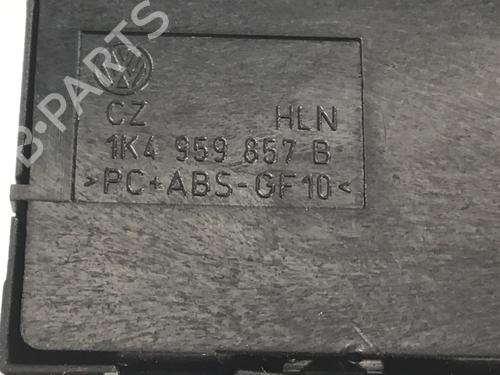 B-PARTS
CZ HLN
1K4 959 857 B
>PC+ABS-GF10<